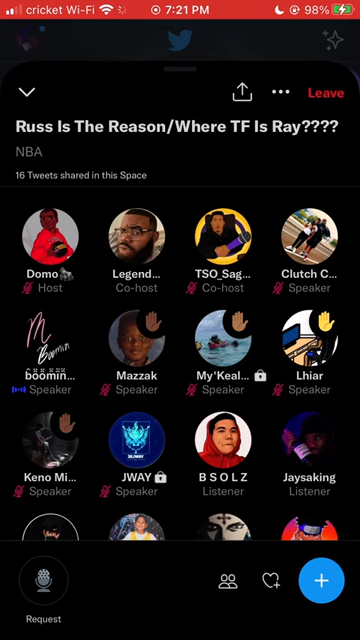 cricket Wi-Fi 7:21 PM 98%
Leave
Russ Is The Reason/Where TF Is Ray????
NBA
16 Tweets shared in this Space
Domo Legend... TSO_Sag... Clutch C...
Host Co-host Co-host Speaker
M
Boomin
boomin... Mazzak My'Keal... Lhiar
Speaker Speaker Speaker Speaker
Keno Mi... JWAY B S O L Z Jaysaking
Speaker Speaker Listener Listener
Request